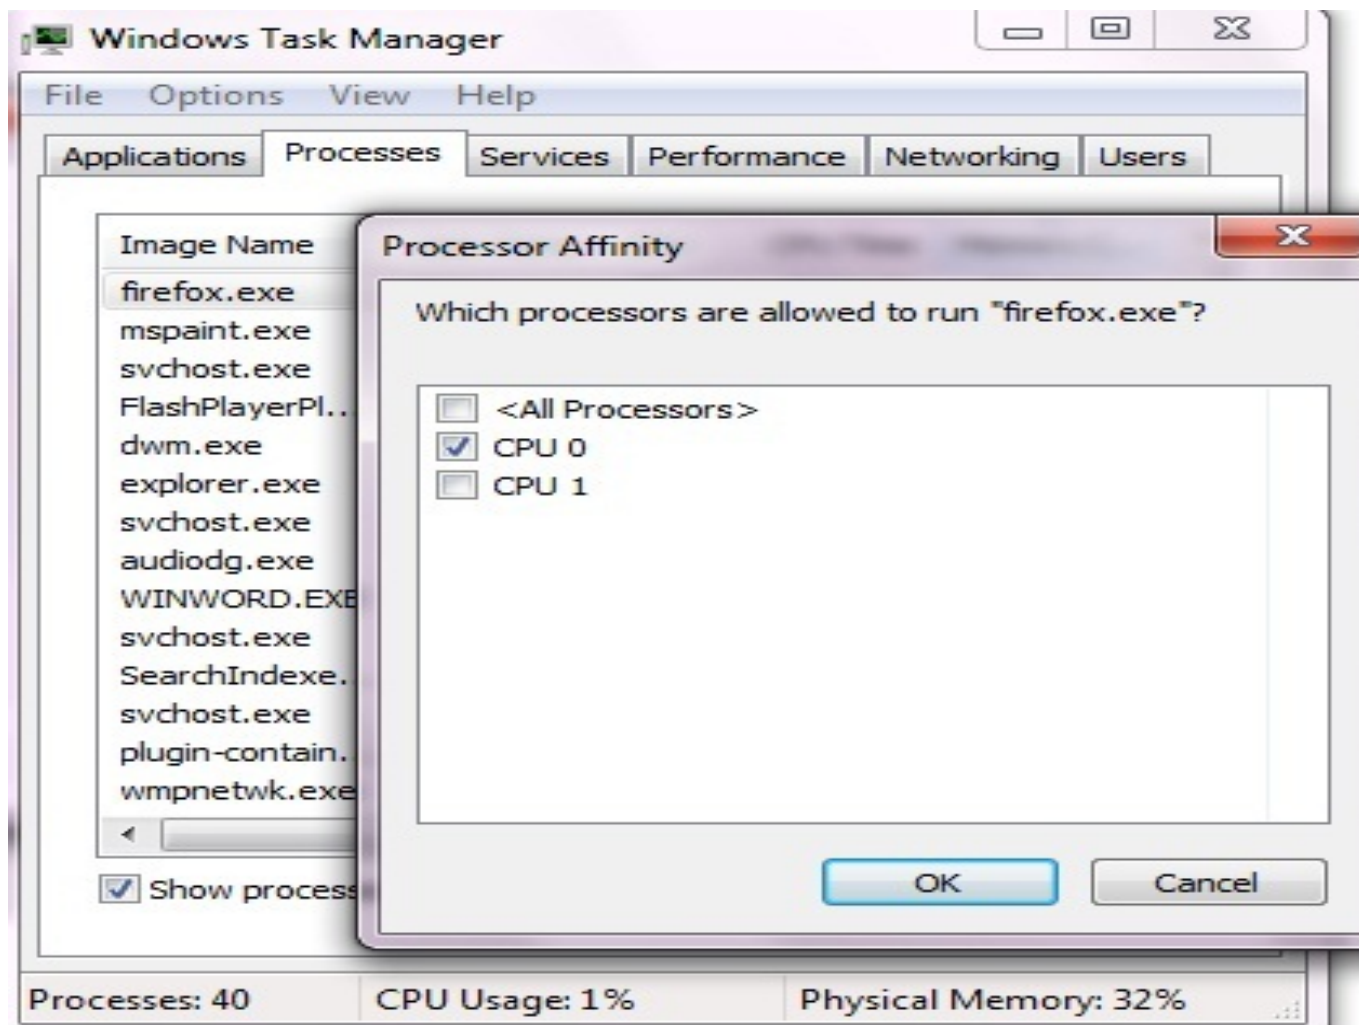 Windows Task Manager
File Options View Help
Applications Processes Services Performance Networking Users
Image Name
firefox.exe
mspaint.exe
svchost.exe
FlashPlayerPl...
dwm.exe
explorer.exe
svchost.exe
audiodg.exe
WINWORD.EXE
svchost.exe
SearchIndexe.
svchost.exe
plugin-contain.
wmpnetwk.exe
Show process
Processor Affinity
Which processors are allowed to run "firefox.exe"?
<All Processors>
CPU 0
CPU 1
OK Cancel
Processes: 40 CPU Usage: 1% Physical Memory: 32%